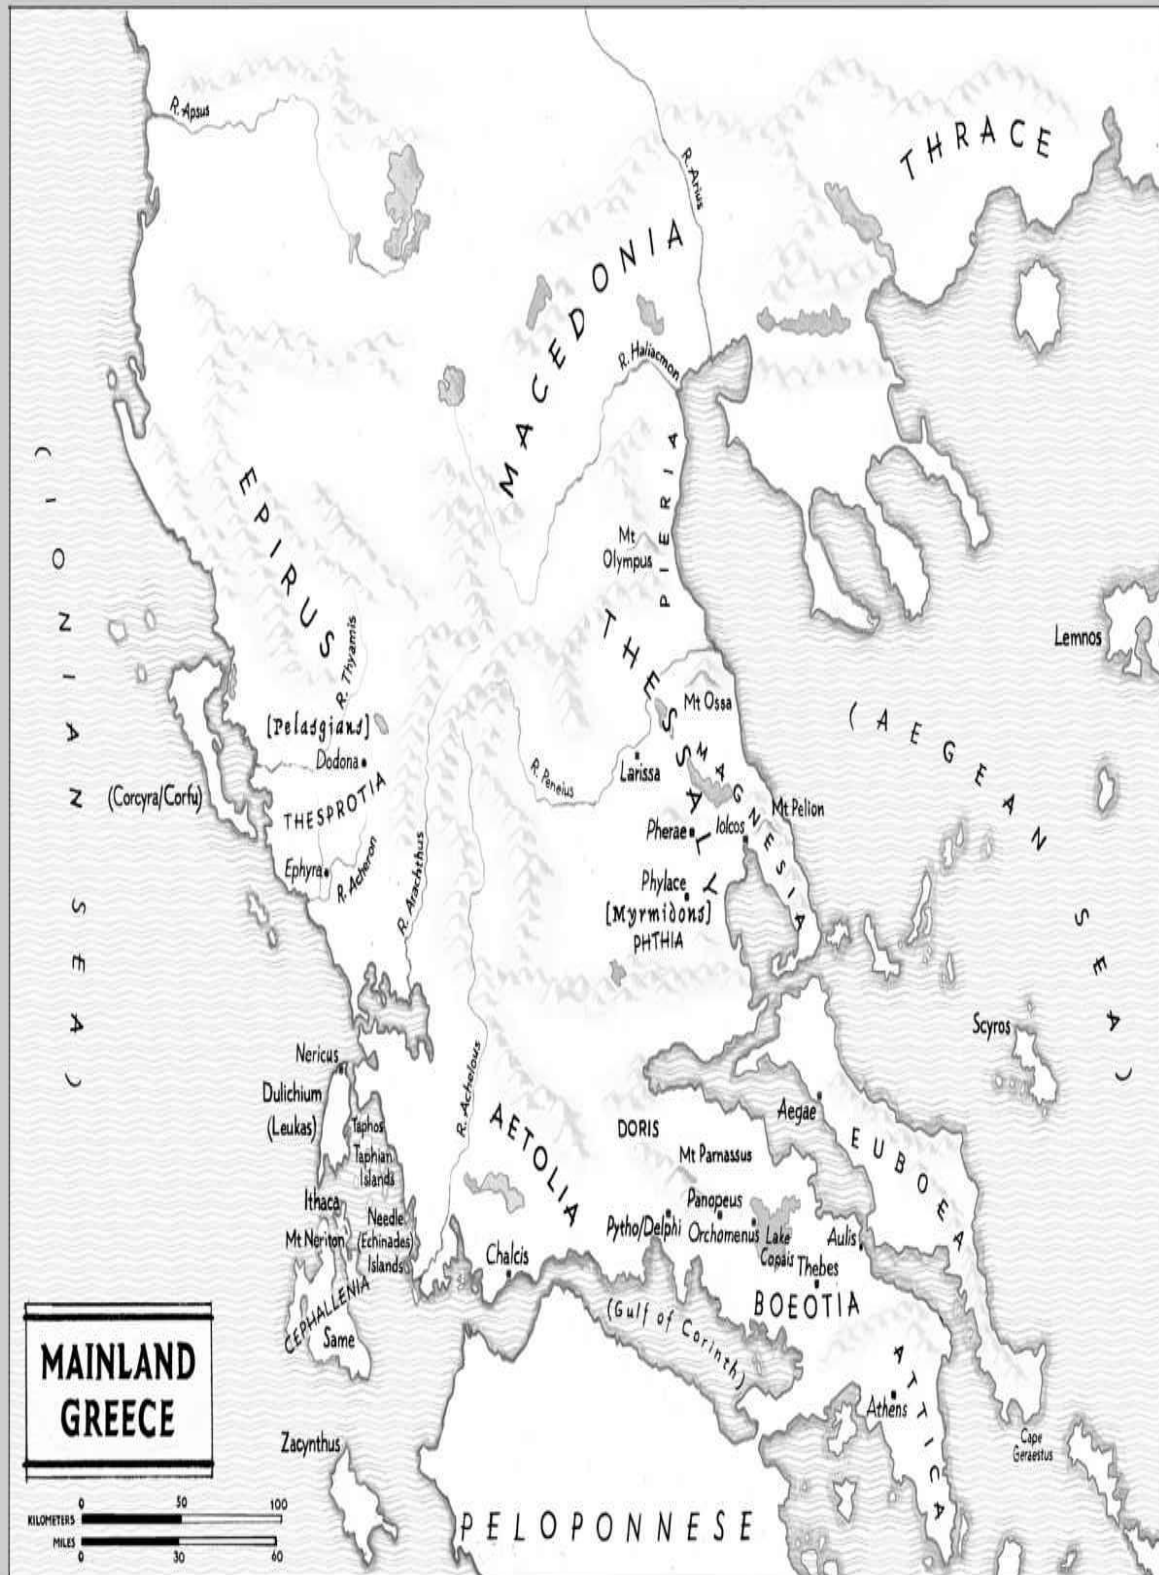 R. Apsus
THRACE
R. Arius
MACEDONIA
R. Haliacmon
PIERIA
EPIRUS
Mt
Olympus
(IONIAN SEA)
R. Thyamis
THESSALY
Lemnos
Mt Ossa
(AEGEAN SEA)
[Pelasgians]
Dodona
R. Peneius
Larissa
MAGNESIA
(Corcyra/Corfu)
THESPROTIA
Mt Pelion
Pherae
Iolcos
Ephyra
R. Acheron
R. Arachthus
Phylace
[Myrmidons]
PHTHIA
Scyros
Nericus
R. Achelous
Dulichium
(Leukas)
Taphos
Taphian
Islands
AETOLIA
DORIS
Aegae
EUBOEA
Mt Parnassus
Ithaca
Mt Neriton
Needle
(Echinades)
Islands
Panopeus
Pytho/Delphi
Orchomenus
Lake
Copais
Aulis
Chalcis
Thebes
BOEOTIA
CEPHALLENIA
Same
(Gulf of Corinth)
MAINLAND
GREECE
ATTICA
Athens
Zacynthus
Cape
Geraestus
PELOPONNESE
0 50 100
KILOMETERS
MILES
0 30 60